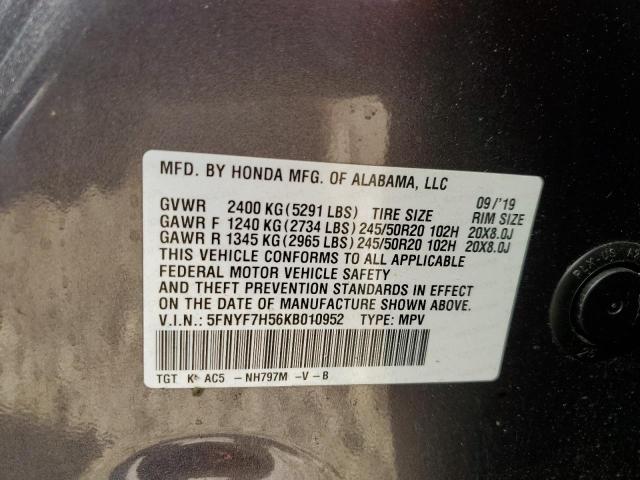 MFD. BY HONDA MFG. OF ALABAMA, LLC 09/'19
GVWR 2400 KG(5291 LBS) TIRE SIZE RIM SIZE
GAWR F 1240 KG(2734 LBS)245/50R20 102H 20X8.0J
GAWR R 1345 KG(2965 LBS)245/50R20 102H 20X8.0J
THIS VEHICLE CONFORMS TO ALL APPLICABLE
FEDERAL MOTOR VEHICLE SAFETY
AND THEFT PREVENTION STANDARDS IN EFFECT
ON THE DATE OF MANUFACTURE SHOWN ABOVE.
V.I.N.: 5FNYF7H56KB010952 TYPE: MPV
TGT AC5 -NH797M -V-B